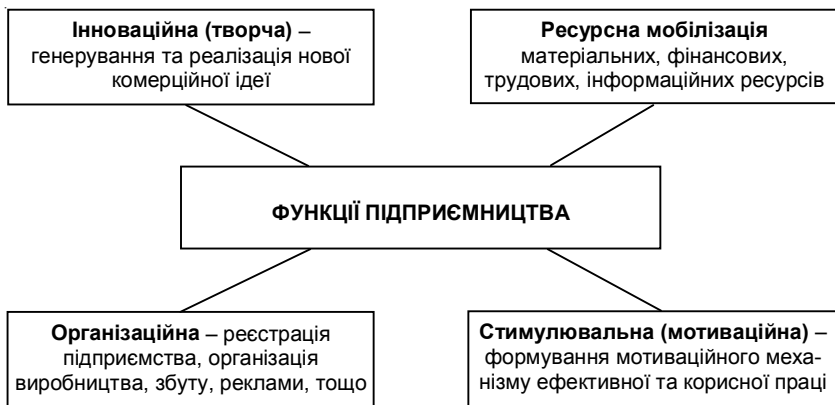 Інноваційна (творча) –
генерування та реалізація нової
комерційної ідеї
Ресурсна мобілізація
матеріальних, фінансових,
трудових, інформаційних ресурсів
ФУНКЦІЇ ПІДПРИЄМНИЦТВА
Організаційна – реєстрація
підприємства, організація
виробництва, збуту, реклами, тощо
Стимулювальна (мотиваційна) –
формування мотиваційного меха-
нізму ефективної та корисної праці